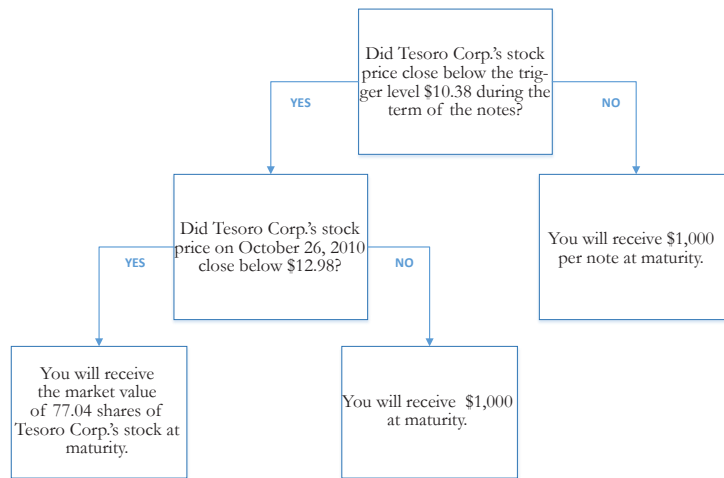 Did Tesoro Corp.'s stock
price close below the trig-
ger level $10.38 during the
term of the notes?
YES
NO
Did Tesoro Corp.'s stock
price on October 26, 2010
close below $12.98?
You will receive $1,000
per note at maturity.
YES
NO
You will receive
the market value
of 77.04 shares of
Tesoro Corp.'s stock at
maturity.
You will receive $1,000
at maturity.